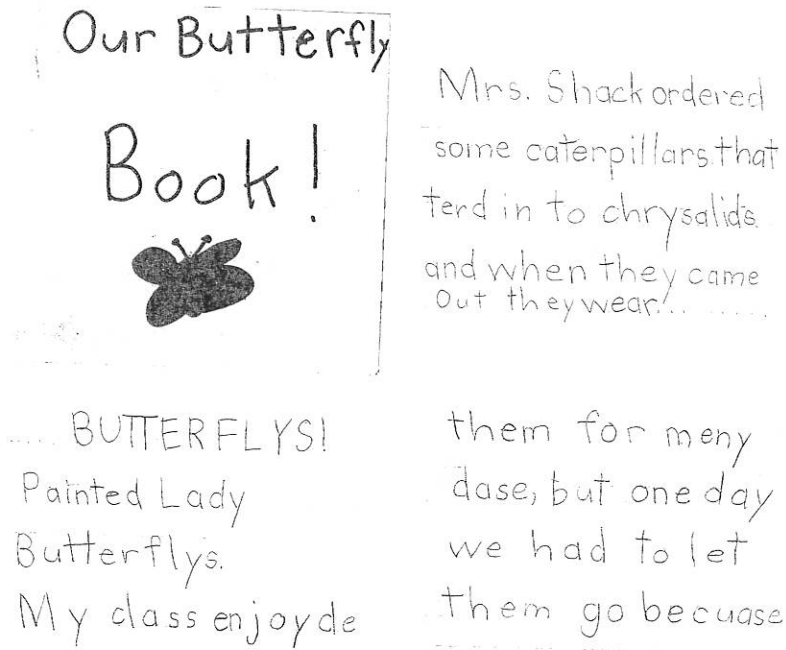 Our Butterfly
Book!
Mrs. Shack ordered
some caterpillars that
terd in to chrysalids
and when they came
out they wear!.. ......
..... BUTTERFLYS!
Painted Lady
Butterflys.
My class enjoyde
them for meny
dase, but one day
we had to let
them go becuase